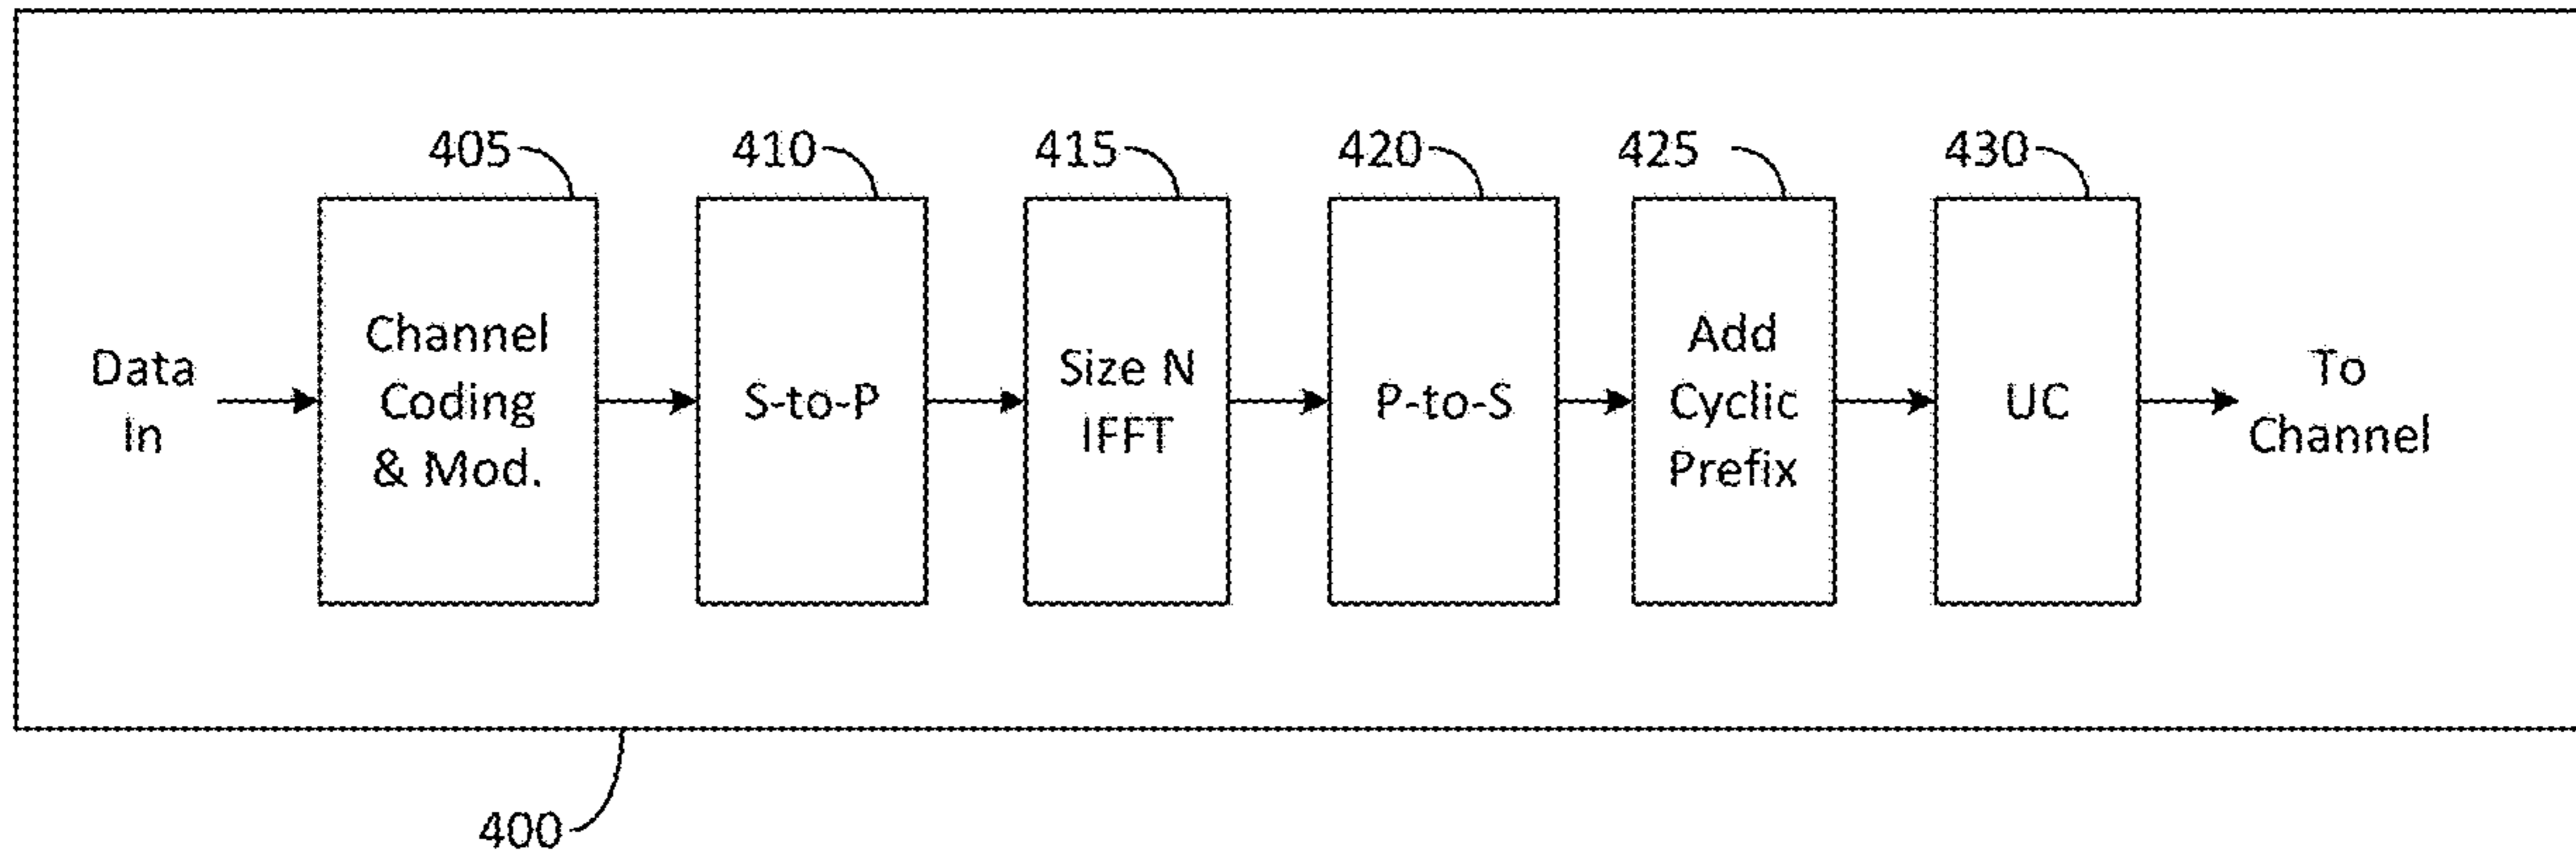 405
410
415
420
425
430
Data
In
Channel
Coding
& Mod.
S-to-P
Size N
IFFT
P-to-S
Add
Cyclic
Prefix
UC
To
Channel
400